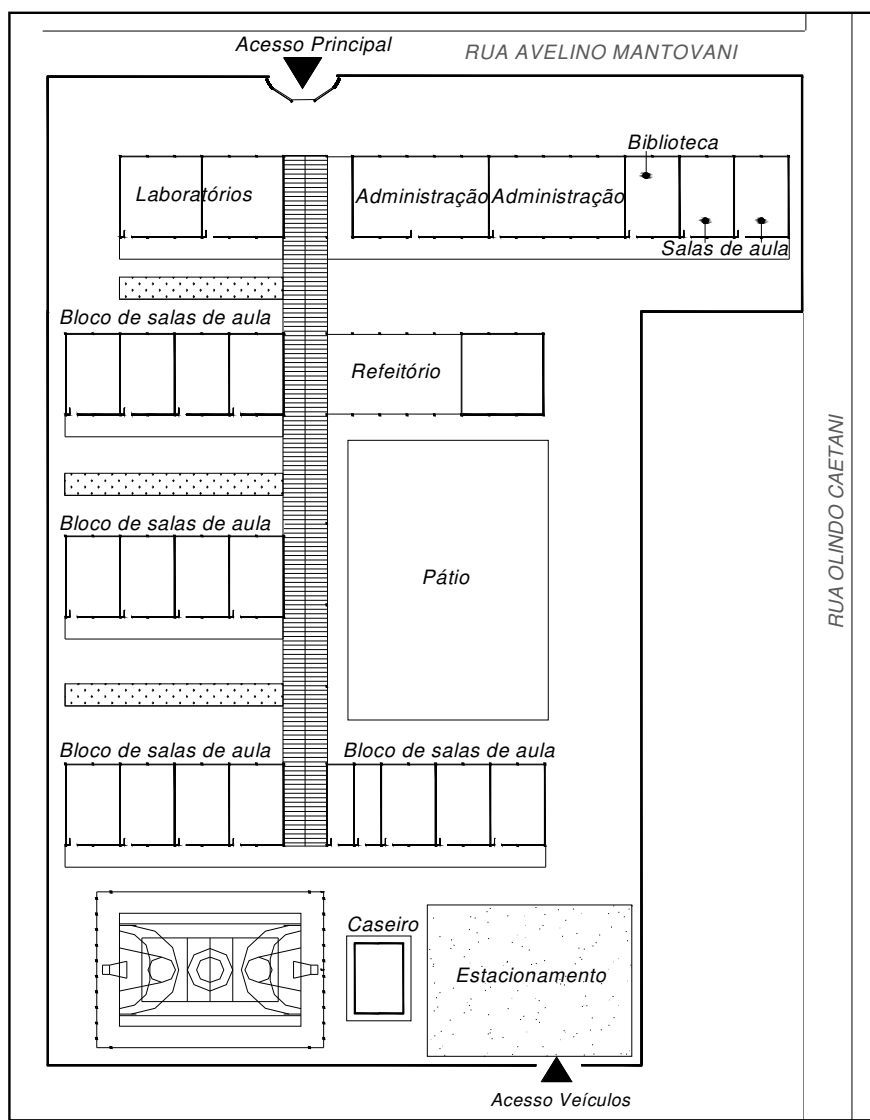 Acesso Principal
RUA AVELINO MANTOVANI
Biblioteca
Laboratórios
Administração
Administração
Salas de aula
Bloco de salas de aula
Refeitório
RUA OLINDO CAETANI
Bloco de salas de aula
Pátio
Bloco de salas de aula
Bloco de salas de aula
Caseiro
Estacionamento
Acesso Veículos